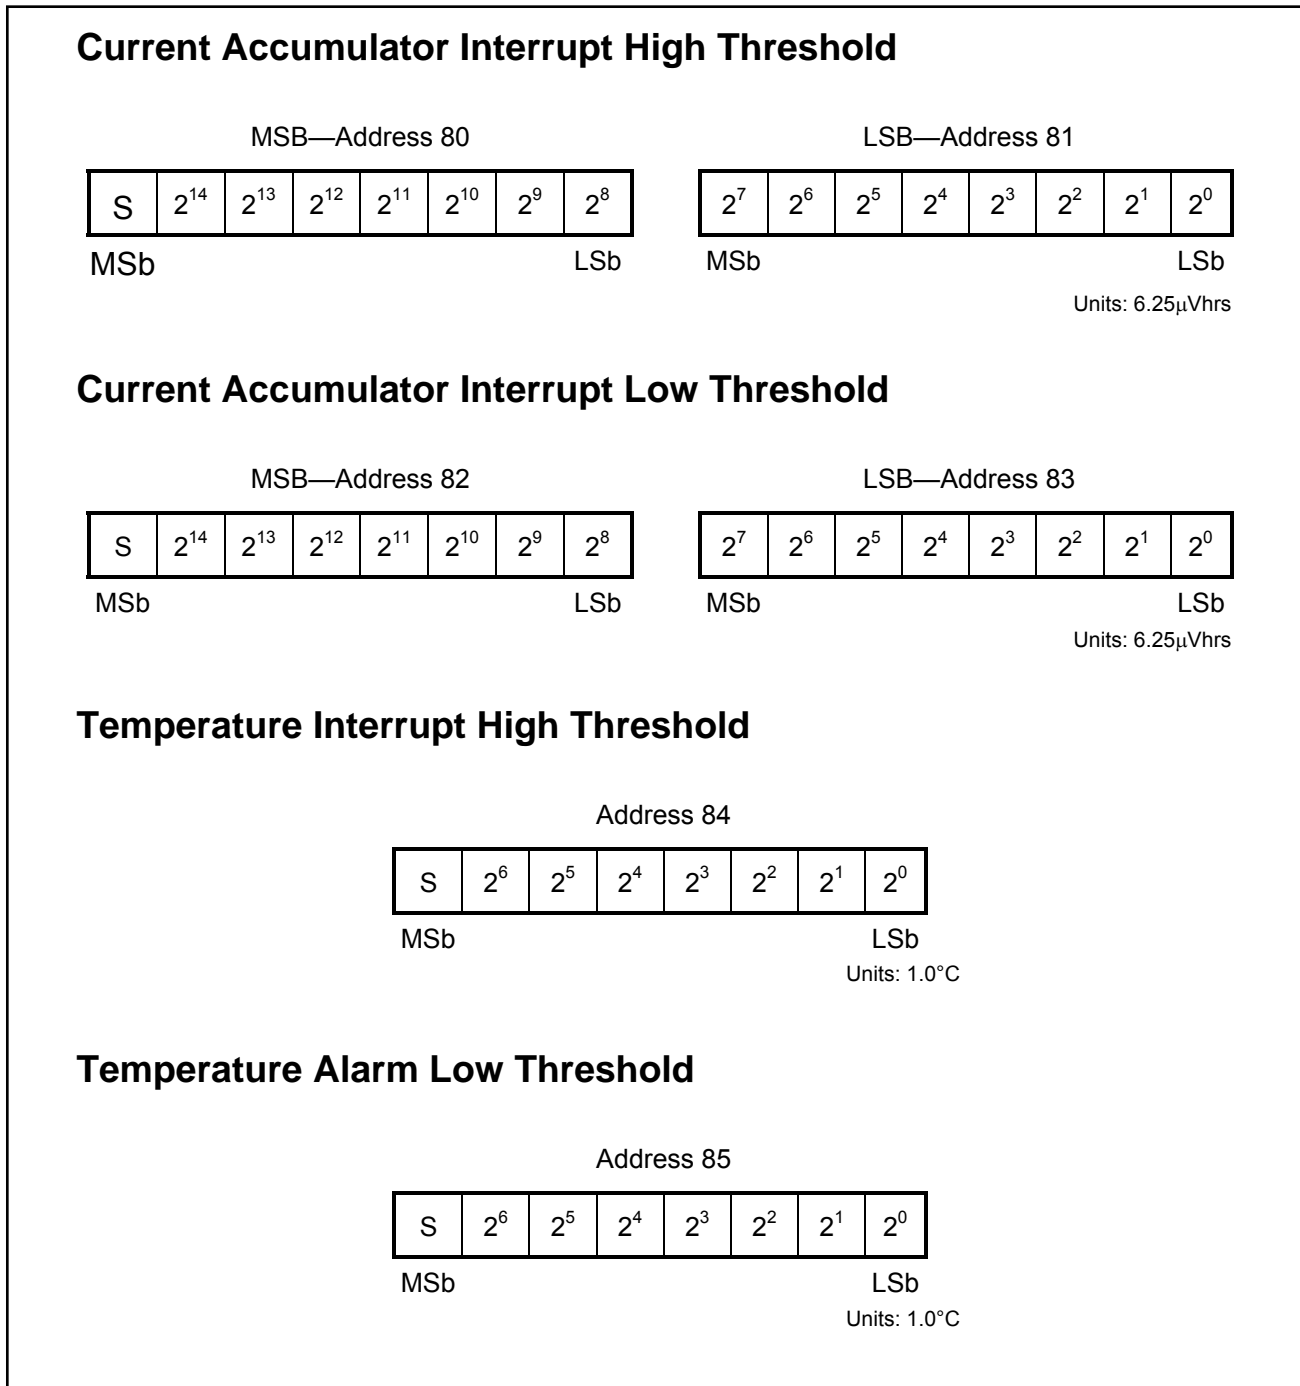 Current Accumulator Interrupt High Threshold
MSB—Address 80 LSB—Address 81
S 2^14 2^13 2^12 2^11 2^10 2^9 2^8 2^7 2^6 2^5 2^4 2^3 2^2 2^1 2^0
MSb LSb MSb LSb
Units: 6.25μVhrs
Current Accumulator Interrupt Low Threshold
MSB—Address 82 LSB—Address 83
S 2^14 2^13 2^12 2^11 2^10 2^9 2^8 2^7 2^6 2^5 2^4 2^3 2^2 2^1 2^0
MSb LSb MSb LSb
Units: 6.25μVhrs
Temperature Interrupt High Threshold
Address 84
S 2^6 2^5 2^4 2^3 2^2 2^1 2^0
MSb LSb
Units: 1.0°C
Temperature Alarm Low Threshold
Address 85
S 2^6 2^5 2^4 2^3 2^2 2^1 2^0
MSb LSb
Units: 1.0°C